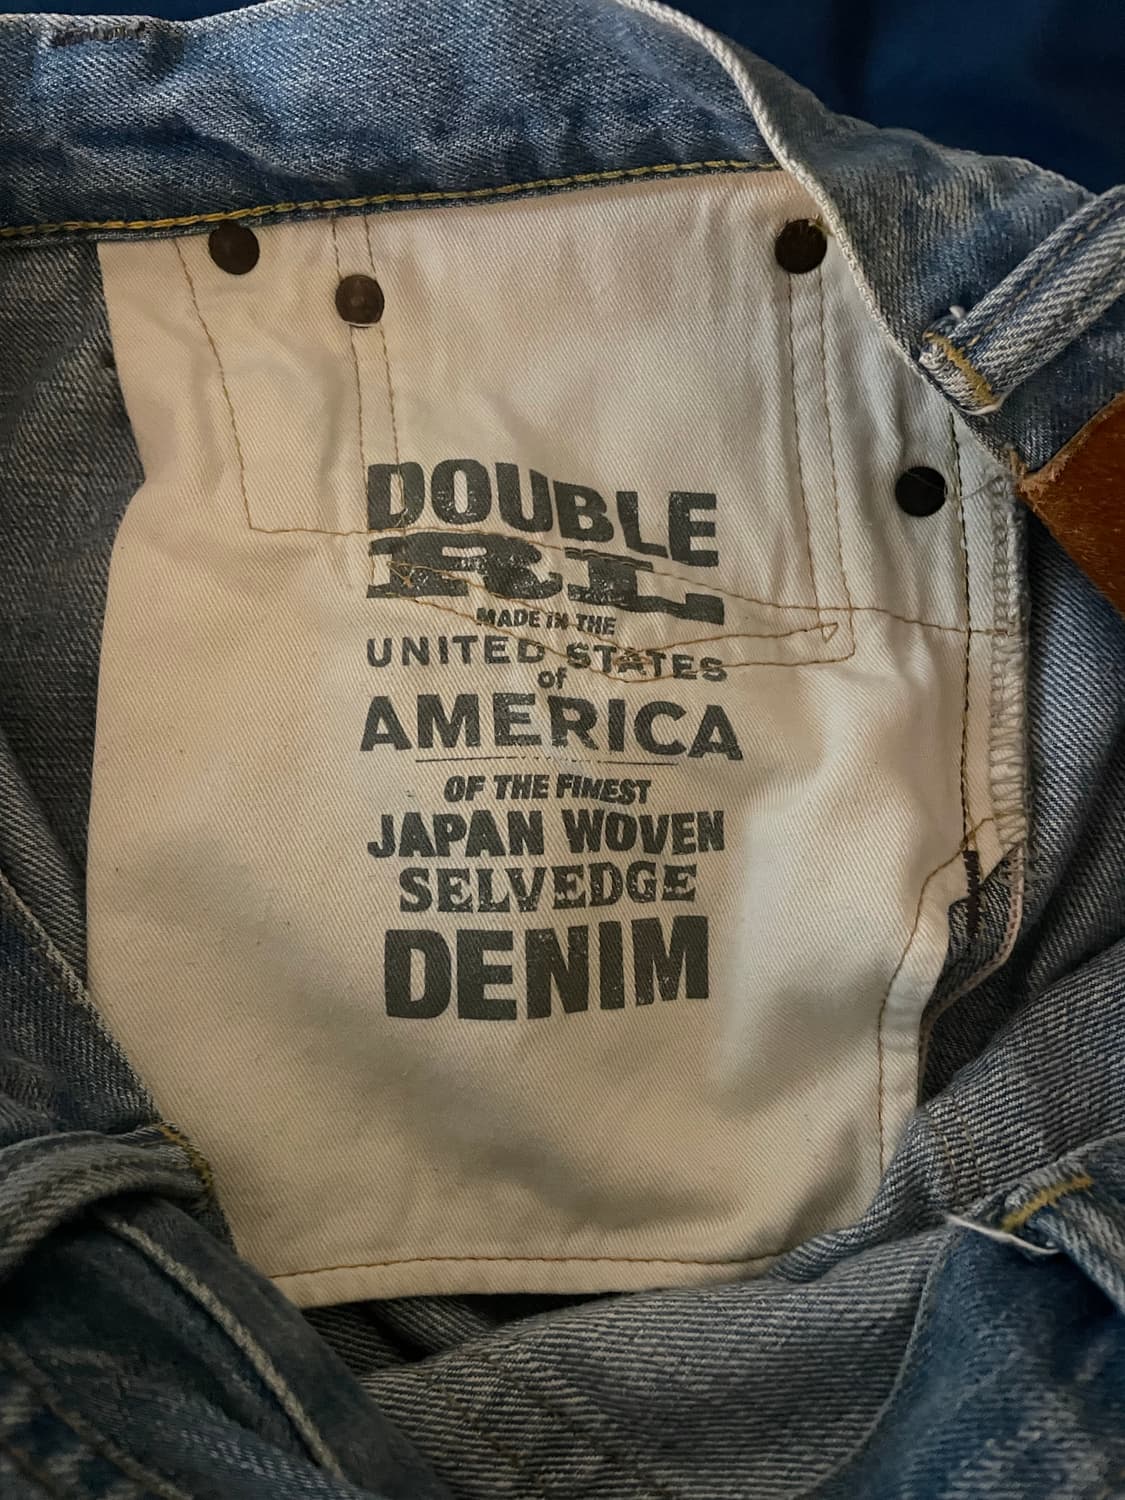 DOUBLE
RL
MADE IN THE
UNITED STATES
OF
AMERICA
OF THE FINEST
JAPAN WOVEN
SELVEDGE
DENIM